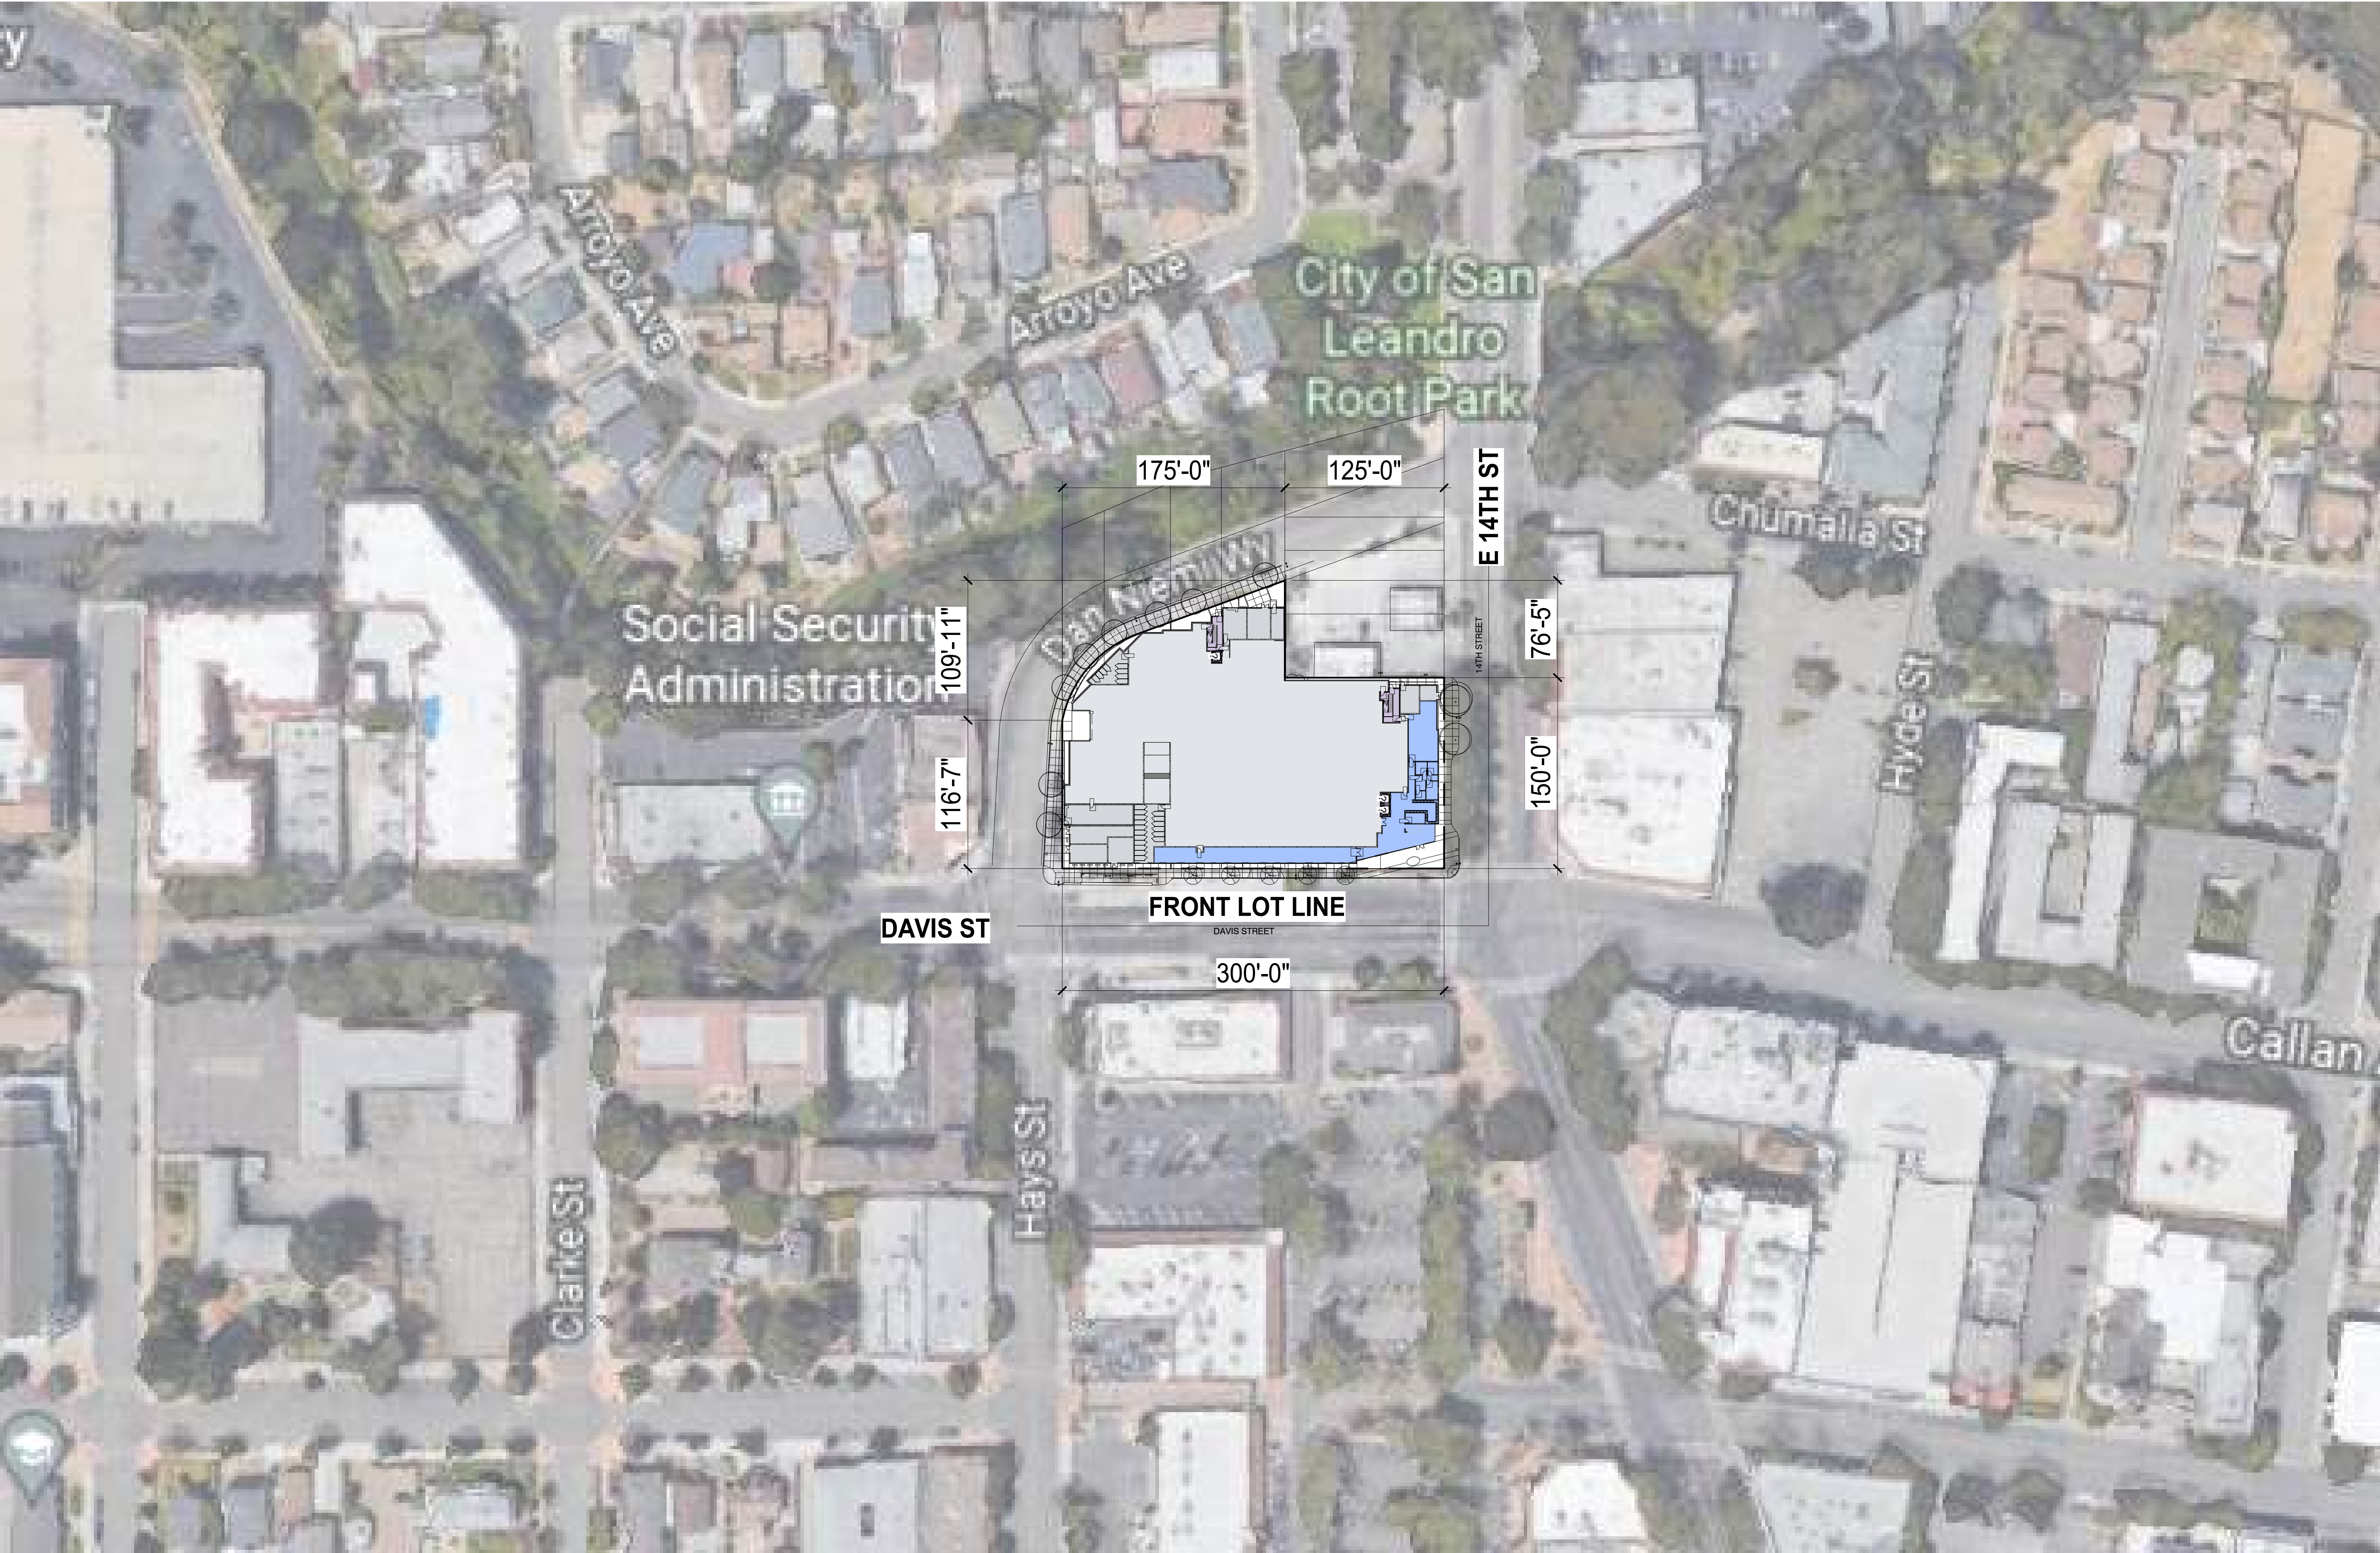 ry
Arroyo Ave
Arroyo Ave
City of San
Leandro
Root Park
175'-0"
125'-0"
E 14TH ST
Chumalia St
Dan Niemi Wy
Social Security
Administration
109'-11"
76'-5"
14TH STREET
116'-7"
150'-0"
Hyde St
FRONT LOT LINE
DAVIS ST
DAVIS STREET
300'-0"
Callan
Hays St
Clarke St